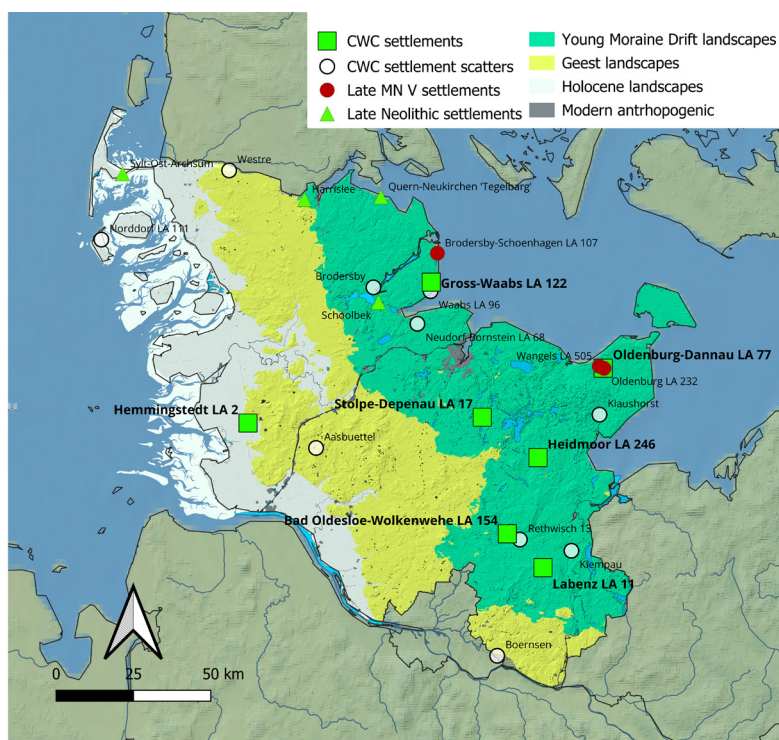 CWC settlements
CWC settlement scatters
Late MN V settlements
Late Neolithic settlements
Young Moraine Drift landscapes
Geest landscapes
Holocene landscapes
Modern antrhopogenic
Sylt-Ost-Archsum
Westre
Harrislee
Quern-Neukirchen 'Tegelbarg'
Norddorf LA 111
Brodersby-Schoenhagen LA 107
Brodersby
Gross-Waabs LA 122
Waabs LA 96
Schoolbek
Neudorf-Bornstein LA 68
Wangels LA 505
Oldenburg-Dannau LA 77
Oldenburg LA 232
Hemmingstedt LA 2
Stolpe-Depenau LA 17
Klaushorst
Aasbuettel
Heidmoor LA 246
Bad Oldesloe-Wolkenwehe LA 154
Rethwisch 13
Klempau
Labenz LA 11
Boernsen
0 25 50 km